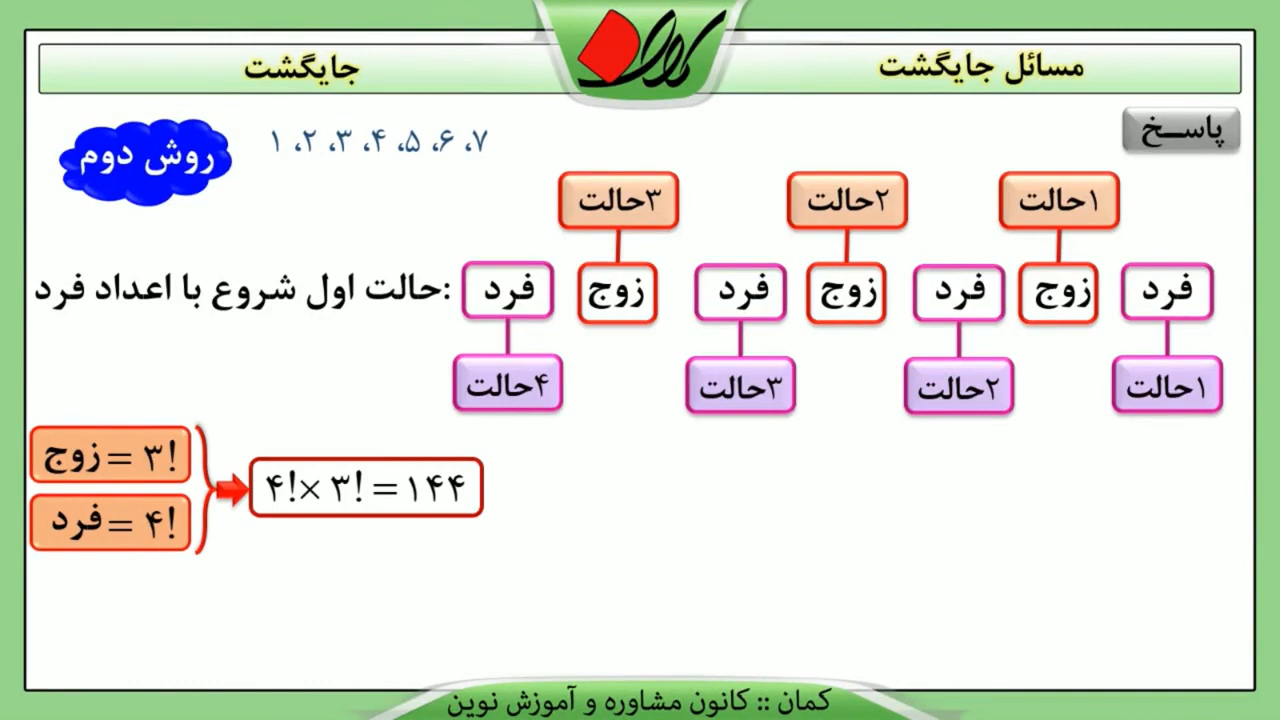 مسائل جایگشت
جایگشت
پاســخ
روش دوم
۱ ،۲ ،۳ ،۴ ،۵ ،۶ ،۷
۳حالت ۲حالت ۱حالت
حالت اول شروع با اعداد فرد: فرد زوج فرد زوج فرد زوج فرد
۴حالت ۳حالت ۲حالت ۱حالت
زوج = ۳!
۴! × ۳! = ۱۴۴
فرد = ۴!
کمان :: کانون مشاوره و آموزش نوین